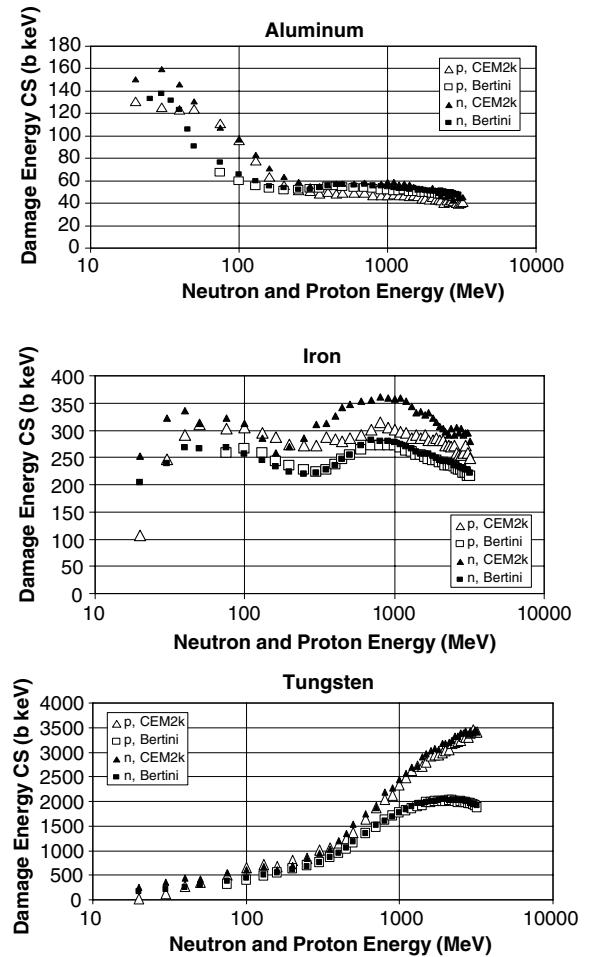 Aluminum
Damage Energy CS (b keV)
180
160
140
120
100
80
60
40
20
0
p, CEM2k
p, Bertini
n, CEM2k
n, Bertini
10
100
1000
10000
Neutron and Proton Energy (MeV)
Iron
Damage Energy CS (b keV)
400
350
300
250
200
150
100
50
0
p, CEM2k
p, Bertini
n, CEM2k
n, Bertini
10
100
1000
10000
Neutron and Proton Energy (MeV)
Tungsten
Damage Energy CS (b keV)
4000
3500
3000
2500
2000
1500
1000
500
0
p, CEM2k
p, Bertini
n, CEM2k
n, Bertini
10
100
1000
10000
Neutron and Proton Energy (MeV)